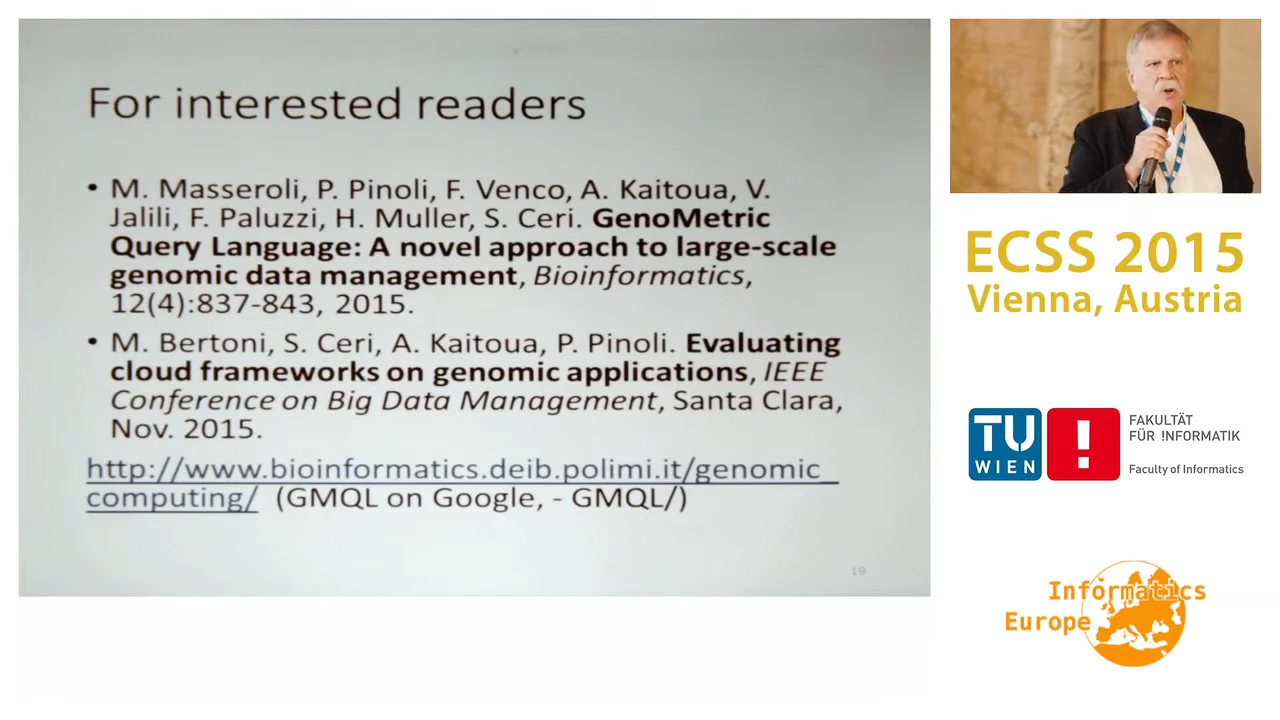 For interested readers
• M. Masseroli, P. Pinoli, F. Venco, A. Kaitoua, V.
Jalili, F. Paluzzi, H. Muller, S. Ceri. GenoMetric
Query Language: A novel approach to large-scale
genomic data management, Bioinformatics,
12(4):837-843, 2015.
• M. Bertoni, S. Ceri, A. Kaitoua, P. Pinoli. Evaluating
cloud frameworks on genomic applications, IEEE
Conference on Big Data Management, Santa Clara,
Nov. 2015.
http://www.bioinformatics.deib.polimi.it/genomic_
computing/ (GMQL on Google, - GMQL/)
19
ECSS 2015
Vienna, Austria
TU
WIEN
!
FAKULTÄT
FÜR !NFORMATIK
Faculty of Informatics
Informatics
Europe